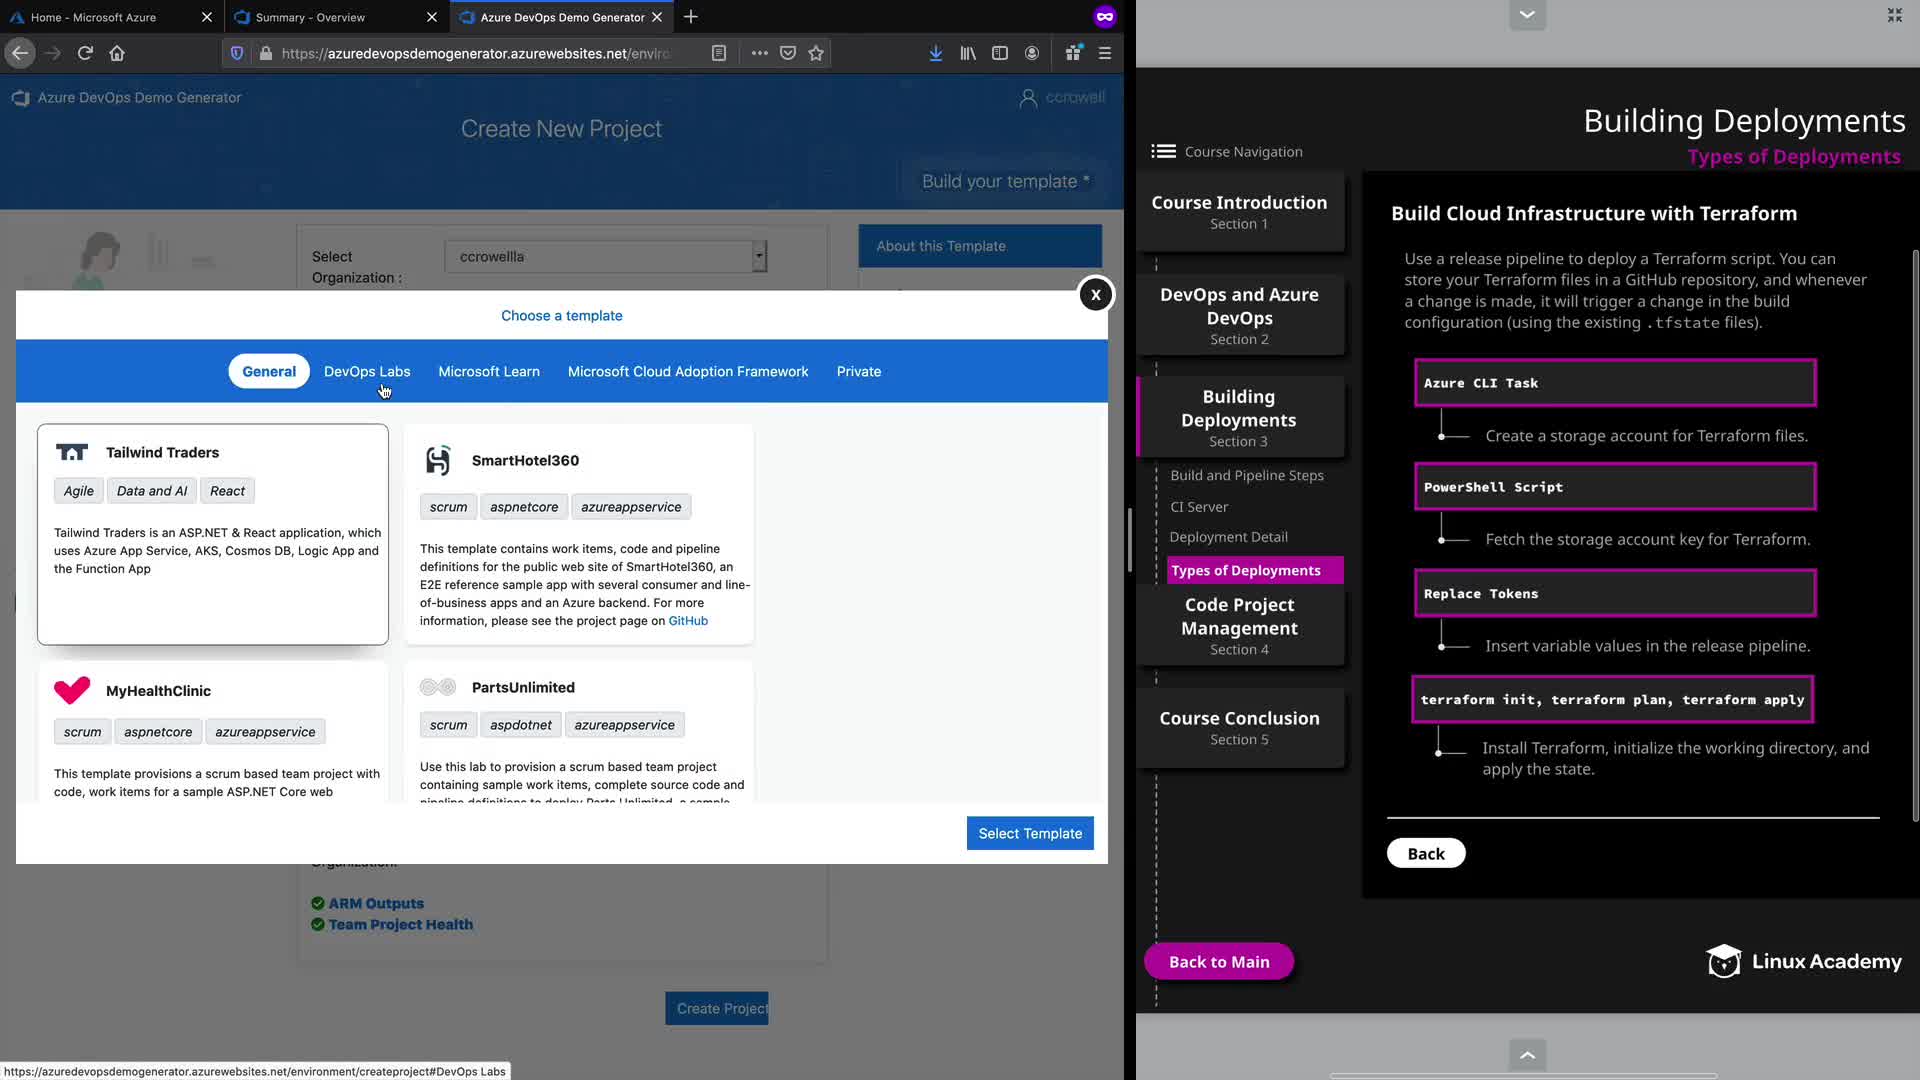 Home - Microsoft Azure
Summary - Overview
Azure DevOps Demo Generator
https://azuredevopsdemogenerator.azurewebsites.net/enviro
Azure DevOps Demo Generator
ccrowell
Create New Project
Build your template *
Select
Organization :
ccrowellla
About this Template
X
Choose a template
General
DevOps Labs
Microsoft Learn
Microsoft Cloud Adoption Framework
Private
Tailwind Traders
Agile
Data and AI
React
Tailwind Traders is an ASP.NET & React application, which
uses Azure App Service, AKS, Cosmos DB, Logic App and
the Function App
SmartHotel360
scrum
aspnetcore
azureappservice
This template contains work items, code and pipeline
definitions for the public web site of SmartHotel360, an
E2E reference sample app with several consumer and line-
of-business apps and an Azure backend. For more
information, please see the project page on GitHub
MyHealthClinic
scrum
aspnetcore
azureappservice
This template provisions a scrum based team project with
code, work items for a sample ASP.NET Core web
PartsUnlimited
scrum
aspdotnet
azureappservice
Use this lab to provision a scrum based team project
containing sample work items, complete source code and
pipeline definitions to deploy Parts Unlimited, a sample
Select Template
Organization:
ARM Outputs
Team Project Health
Create Project
https://azuredevopsdemogenerator.azurewebsites.net/environment/createproject#DevOps Labs
Building Deployments
Types of Deployments
Course Navigation
Course Introduction
Section 1
DevOps and Azure
DevOps
Section 2
Building
Deployments
Section 3
Build and Pipeline Steps
CI Server
Deployment Detail
Types of Deployments
Code Project
Management
Section 4
Course Conclusion
Section 5
Back to Main
Build Cloud Infrastructure with Terraform
Use a release pipeline to deploy a Terraform script. You can
store your Terraform files in a GitHub repository, and whenever
a change is made, it will trigger a change in the build
configuration (using the existing .tfstate files).
Azure CLI Task
Create a storage account for Terraform files.
PowerShell Script
Fetch the storage account key for Terraform.
Replace Tokens
Insert variable values in the release pipeline.
terraform init, terraform plan, terraform apply
Install Terraform, initialize the working directory, and
apply the state.
Back
Linux Academy